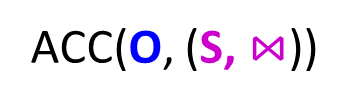 ACC(O, (S, ⋈))